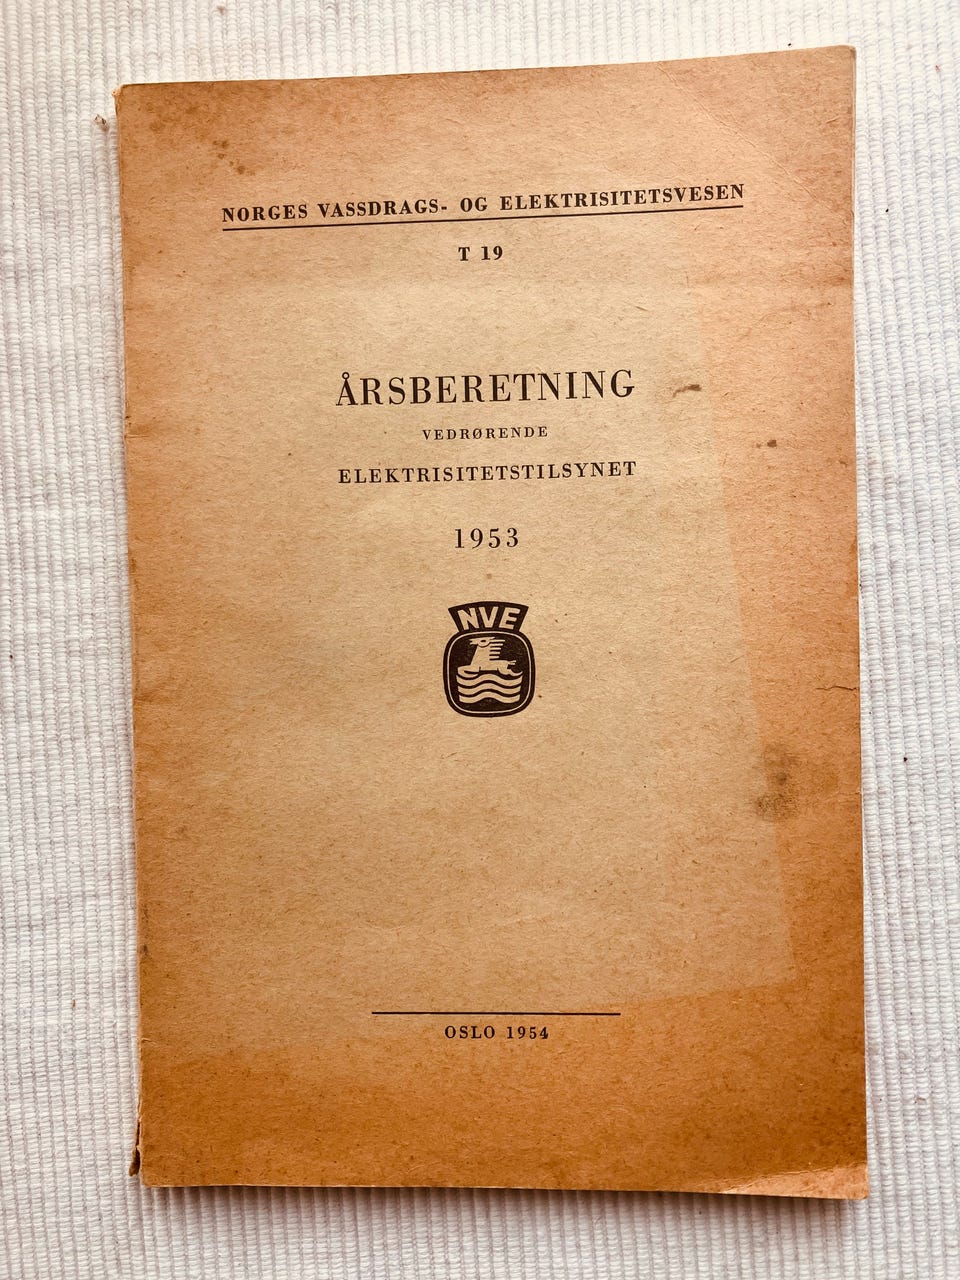 NORGES VASSDRAGS- OG ELEKTRISITETSVESEN
T 19
ÅRSBERETNING
VEDRØRENDE
ELEKTRISITETSTILSYNET
1953
NVE
OSLO 1954